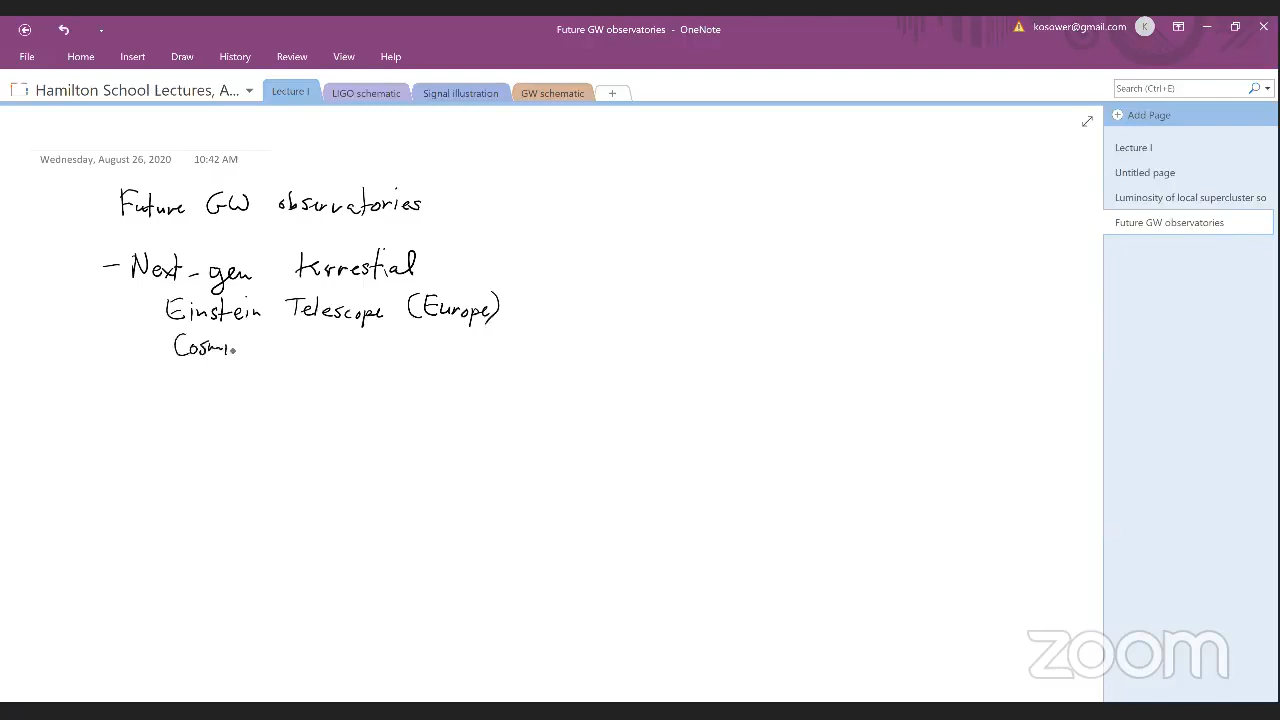 Future GW observatories - OneNote
kosower@gmail.com K
File Home Insert Draw History Review View Help
Hamilton School Lectures, A... Lecture I LIGO schematic Signal illustration GW schematic +
Search (Ctrl+E)
Add Page
Lecture I
Untitled page
Luminosity of local supercluster so
Future GW observatories
Wednesday, August 26, 2020 10:42 AM
Future GW observatories
- Next-gen terrestial
Einstein Telescope (Europe)
Cosmi
zoom